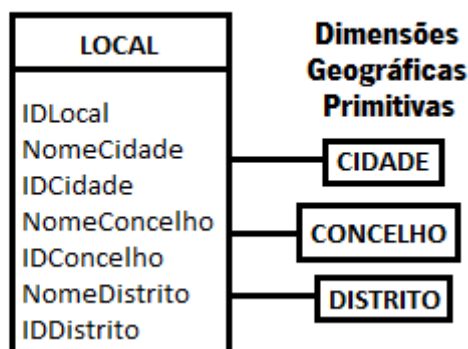 LOCAL
IDLocal
NomeCidade
IDCidade
NomeConcelho
IDConcelho
NomeDistrito
IDDistrito
Dimensões
Geográficas
Primitivas
CIDADE
CONCELHO
DISTRITO